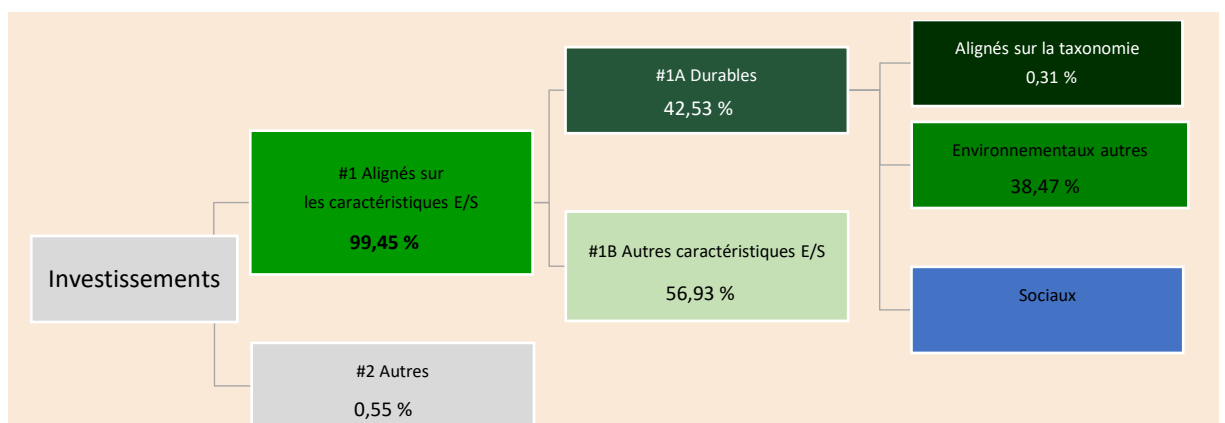 Investissements
#1 Alignés sur
les caractéristiques E/S
99,45 %
#2 Autres
0,55 %
#1A Durables
42,53 %
#1B Autres caractéristiques E/S
56,93 %
Alignés sur la taxonomie
0,31 %
Environnementaux autres
38,47 %
Sociaux